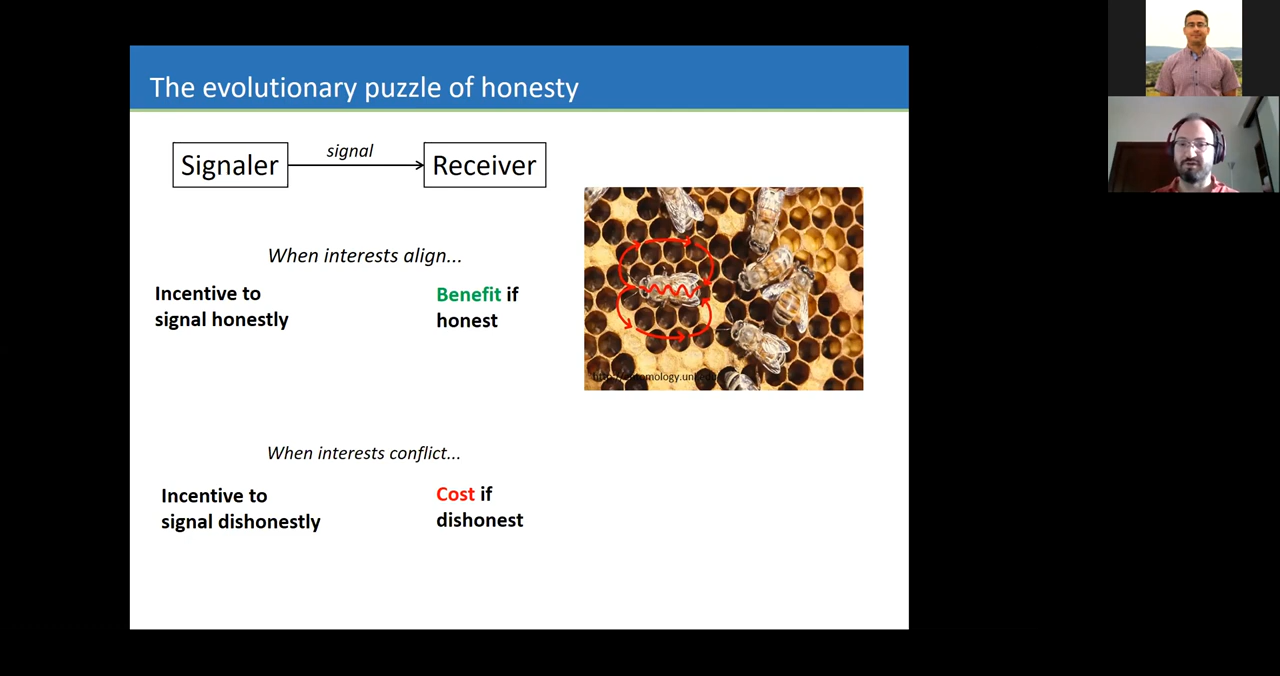 The evolutionary puzzle of honesty
Signaler
signal
Receiver
When interests align...
Incentive to
signal honestly
Benefit if
honest
When interests conflict...
Incentive to
signal dishonestly
Cost if
dishonest